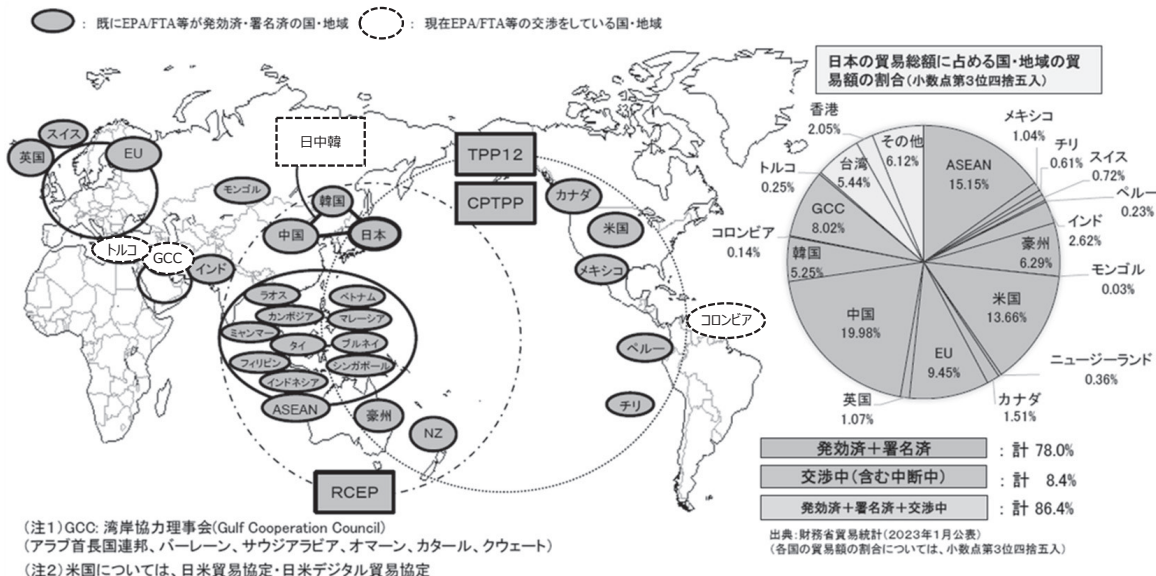 ： 既にEPA/FTA等が発効済・署名済の国・地域
： 現在EPA/FTA等の交渉をしている国・地域
日本の貿易総額に占める国・地域の貿
易額の割合(小数点第3位四捨五入)
スイス
英国
EU
モンゴル
日中韓
韓国
中国
日本
トルコ
GCC
インド
ラオス
ベトナム
カンボジア
マレーシア
ミャンマー
タイ
ブルネイ
フィリピン
シンガポール
インドネシア
ASEAN
豪州
NZ
RCEP
TPP12
CPTPP
カナダ
米国
メキシコ
コロンビア
ペルー
チリ
ASEAN
15.15%
メキシコ
1.04%
チリ
0.61%
スイス
0.72%
ペルー
0.23%
インド
2.62%
豪州
6.29%
モンゴル
0.03%
米国
13.66%
ニュージーランド
0.36%
カナダ
1.51%
EU
9.45%
英国
1.07%
中国
19.98%
韓国
5.25%
コロンビア
0.14%
GCC
8.02%
トルコ
0.25%
台湾
5.44%
香港
2.05%
その他
6.12%
発効済＋署名済 ：計 78.0%
交渉中(含む中断中) ：計 8.4%
発効済＋署名済＋交渉中 ：計 86.4%
出典：財務省貿易統計(2023年1月公表)
(各国の貿易額の割合については、小数点第3位四捨五入)
(注1)GCC: 湾岸協力理事会(Gulf Cooperation Council)
(アラブ首長国連邦、バーレーン、サウジアラビア、オマーン、カタール、クウェート)
(注2)米国については、日米貿易協定・日米デジタル貿易協定